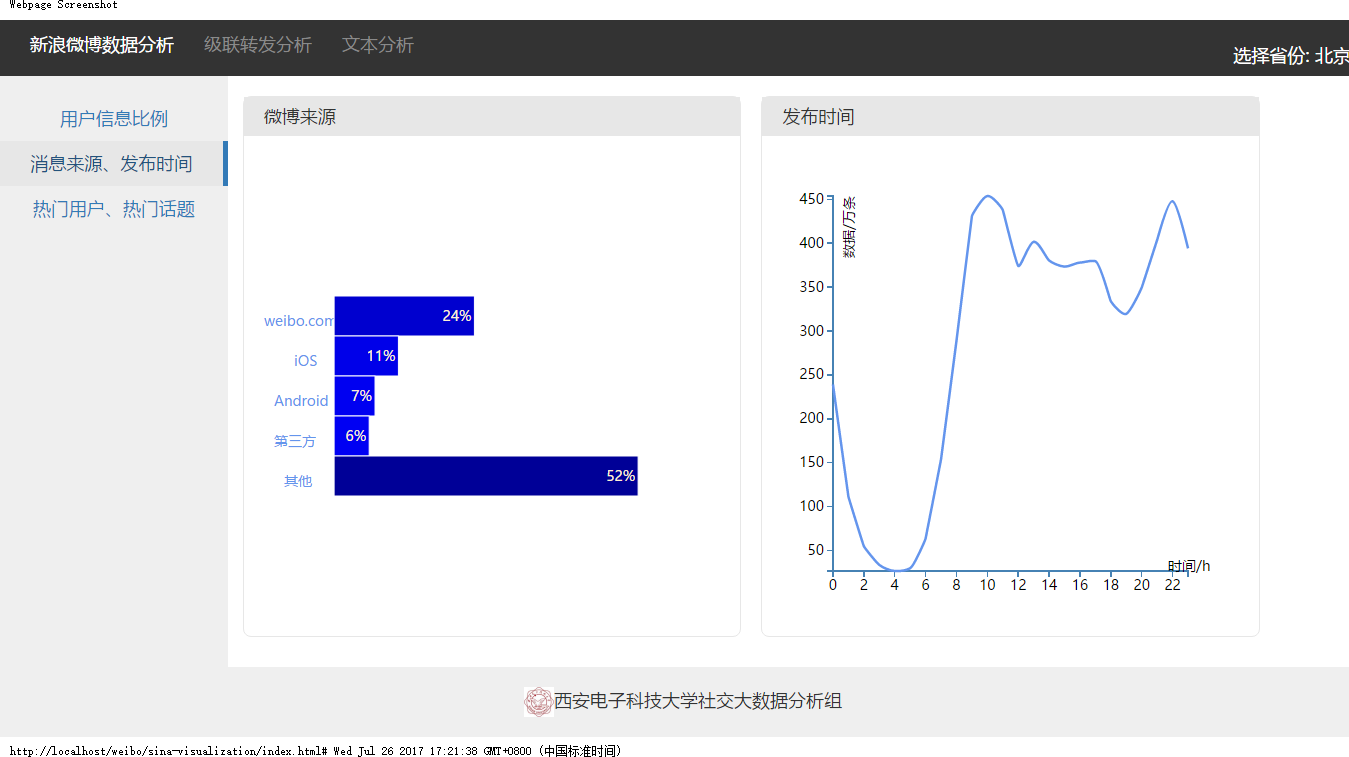 Webpage Screenshot
新浪微博数据分析 级联转发分析 文本分析
选择省份: 北京
用户信息比例
消息来源、发布时间
热门用户、热门话题
微博来源
weibo.com 24%
iOS 11%
Android 7%
第三方 6%
其他 52%
发布时间
数据/万条
450
400
350
300
250
200
150
100
50
时间/h
0 2 4 6 8 10 12 14 16 18 20 22
西安电子科技大学社交大数据分析组
http://localhost/weibo/sina-visualization/index.html# Wed Jul 26 2017 17:21:38 GMT+0800 (中国标准时间)